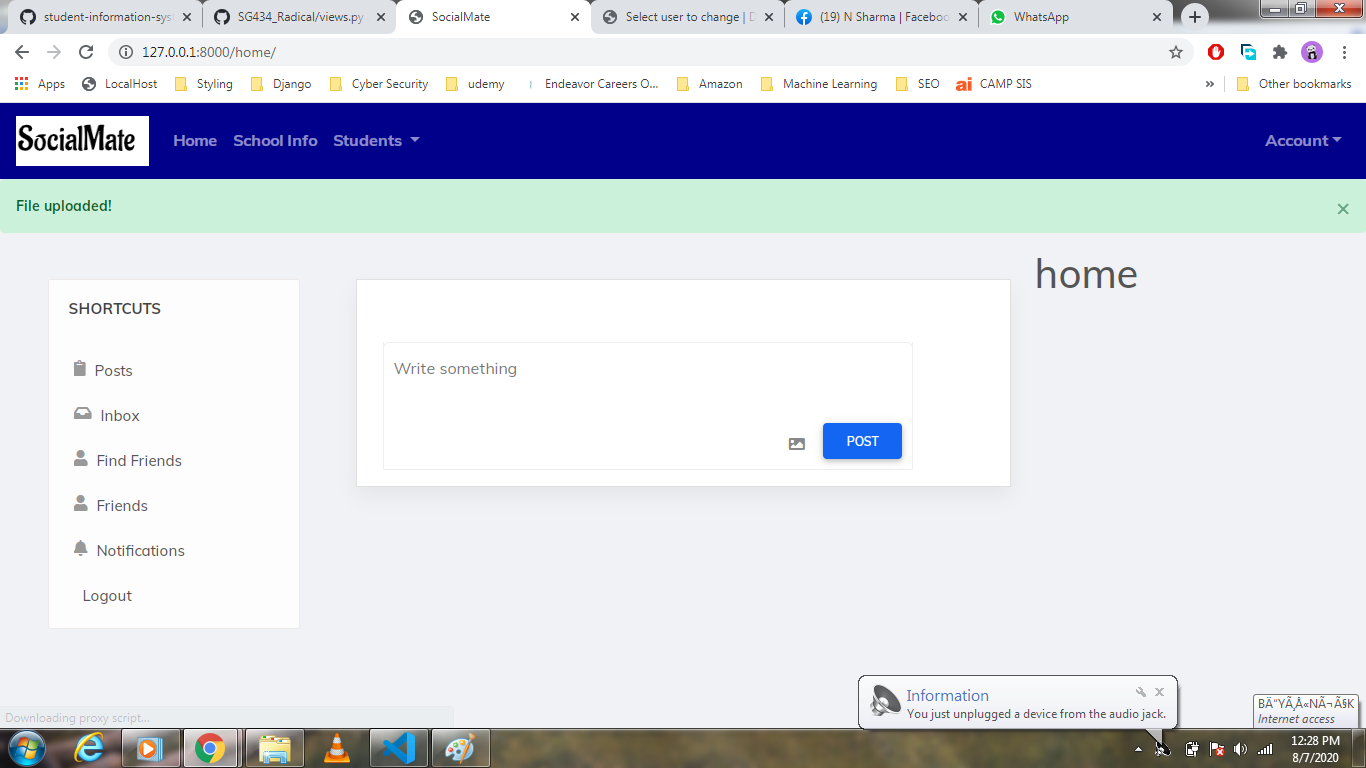 student-information-sys
SG434_Radical/views.py
SocialMate
Select user to change | D
(19) N Sharma | Faceboo
WhatsApp
127.0.0.1:8000/home/
Apps
LocalHost
Styling
Django
Cyber Security
udemy
Endeavor Careers O...
Amazon
Machine Learning
SEO
ai CAMP SIS
»
Other bookmarks
SocialMate
Home
School Info
Students
Account
File uploaded!
×
home
SHORTCUTS
Posts
Inbox
Find Friends
Friends
Notifications
Logout
Write something
POST
Information
You just unplugged a device from the audio jack.
Downloading proxy script...
Internet access
12:28 PM
8/7/2020